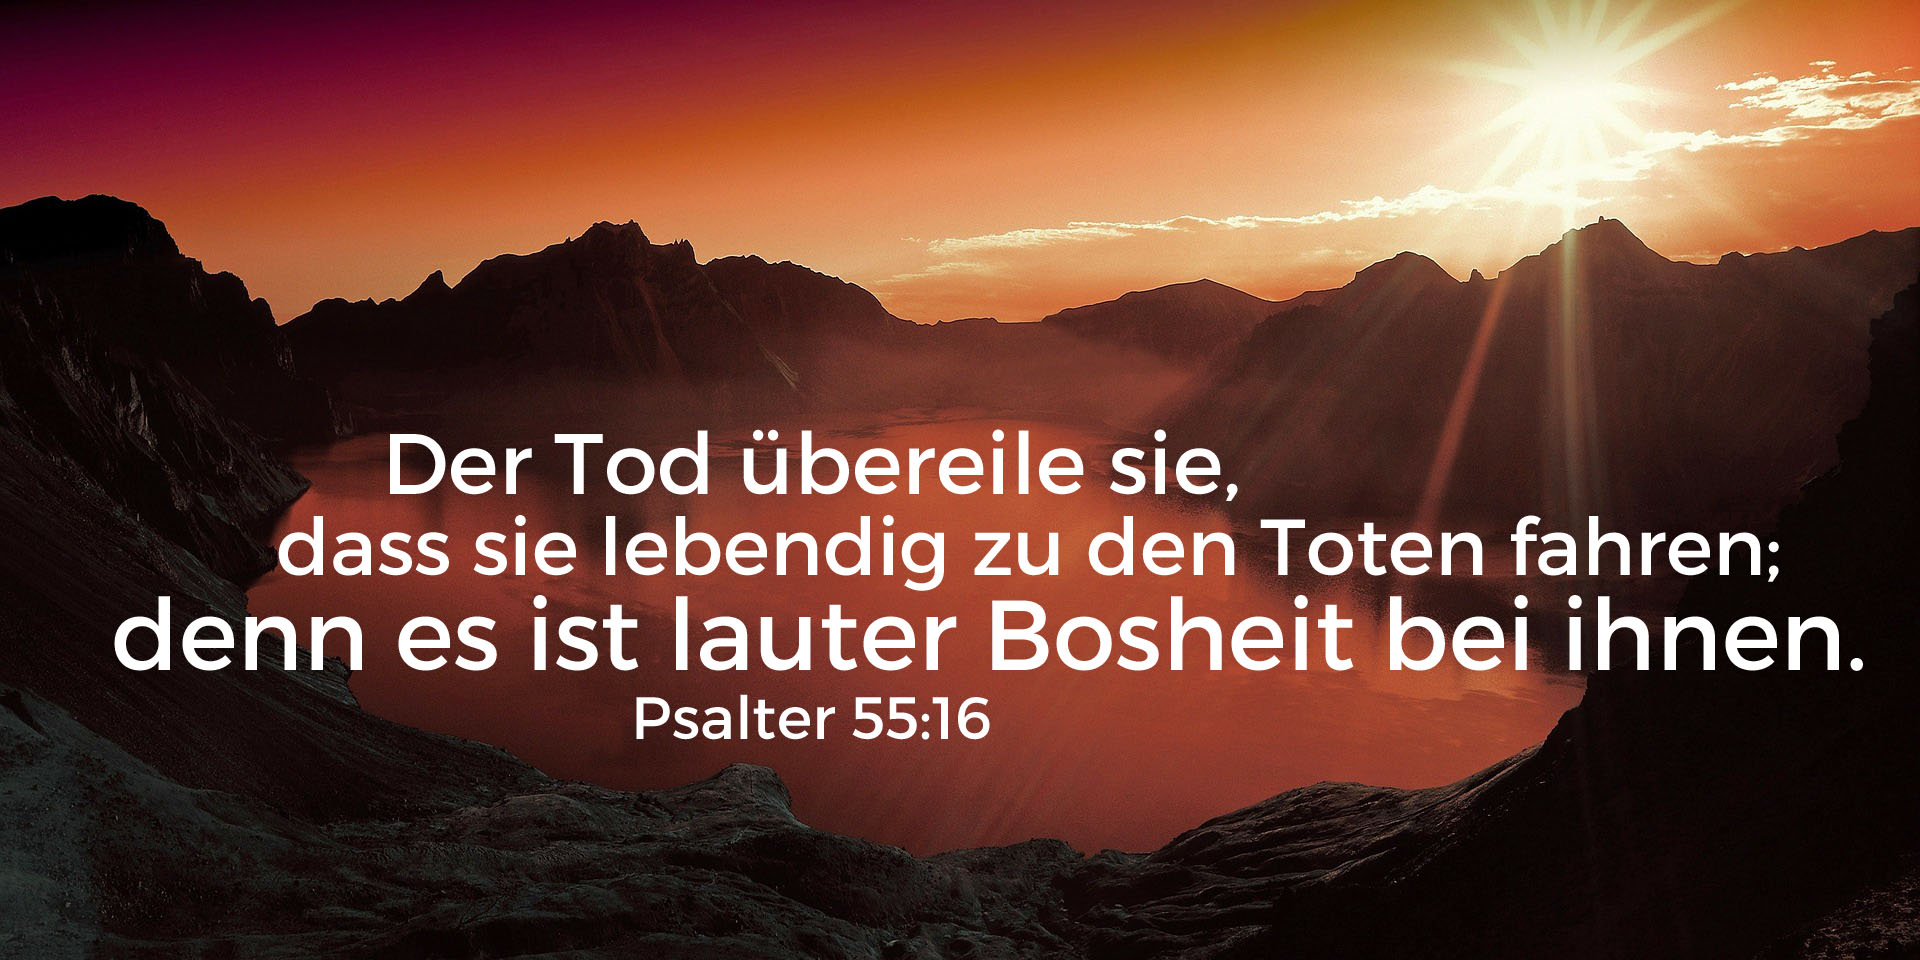 Der Tod übereile sie,
dass sie lebendig zu den Toten fahren;
denn es ist lauter Bosheit bei ihnen.
Psalter 55:16